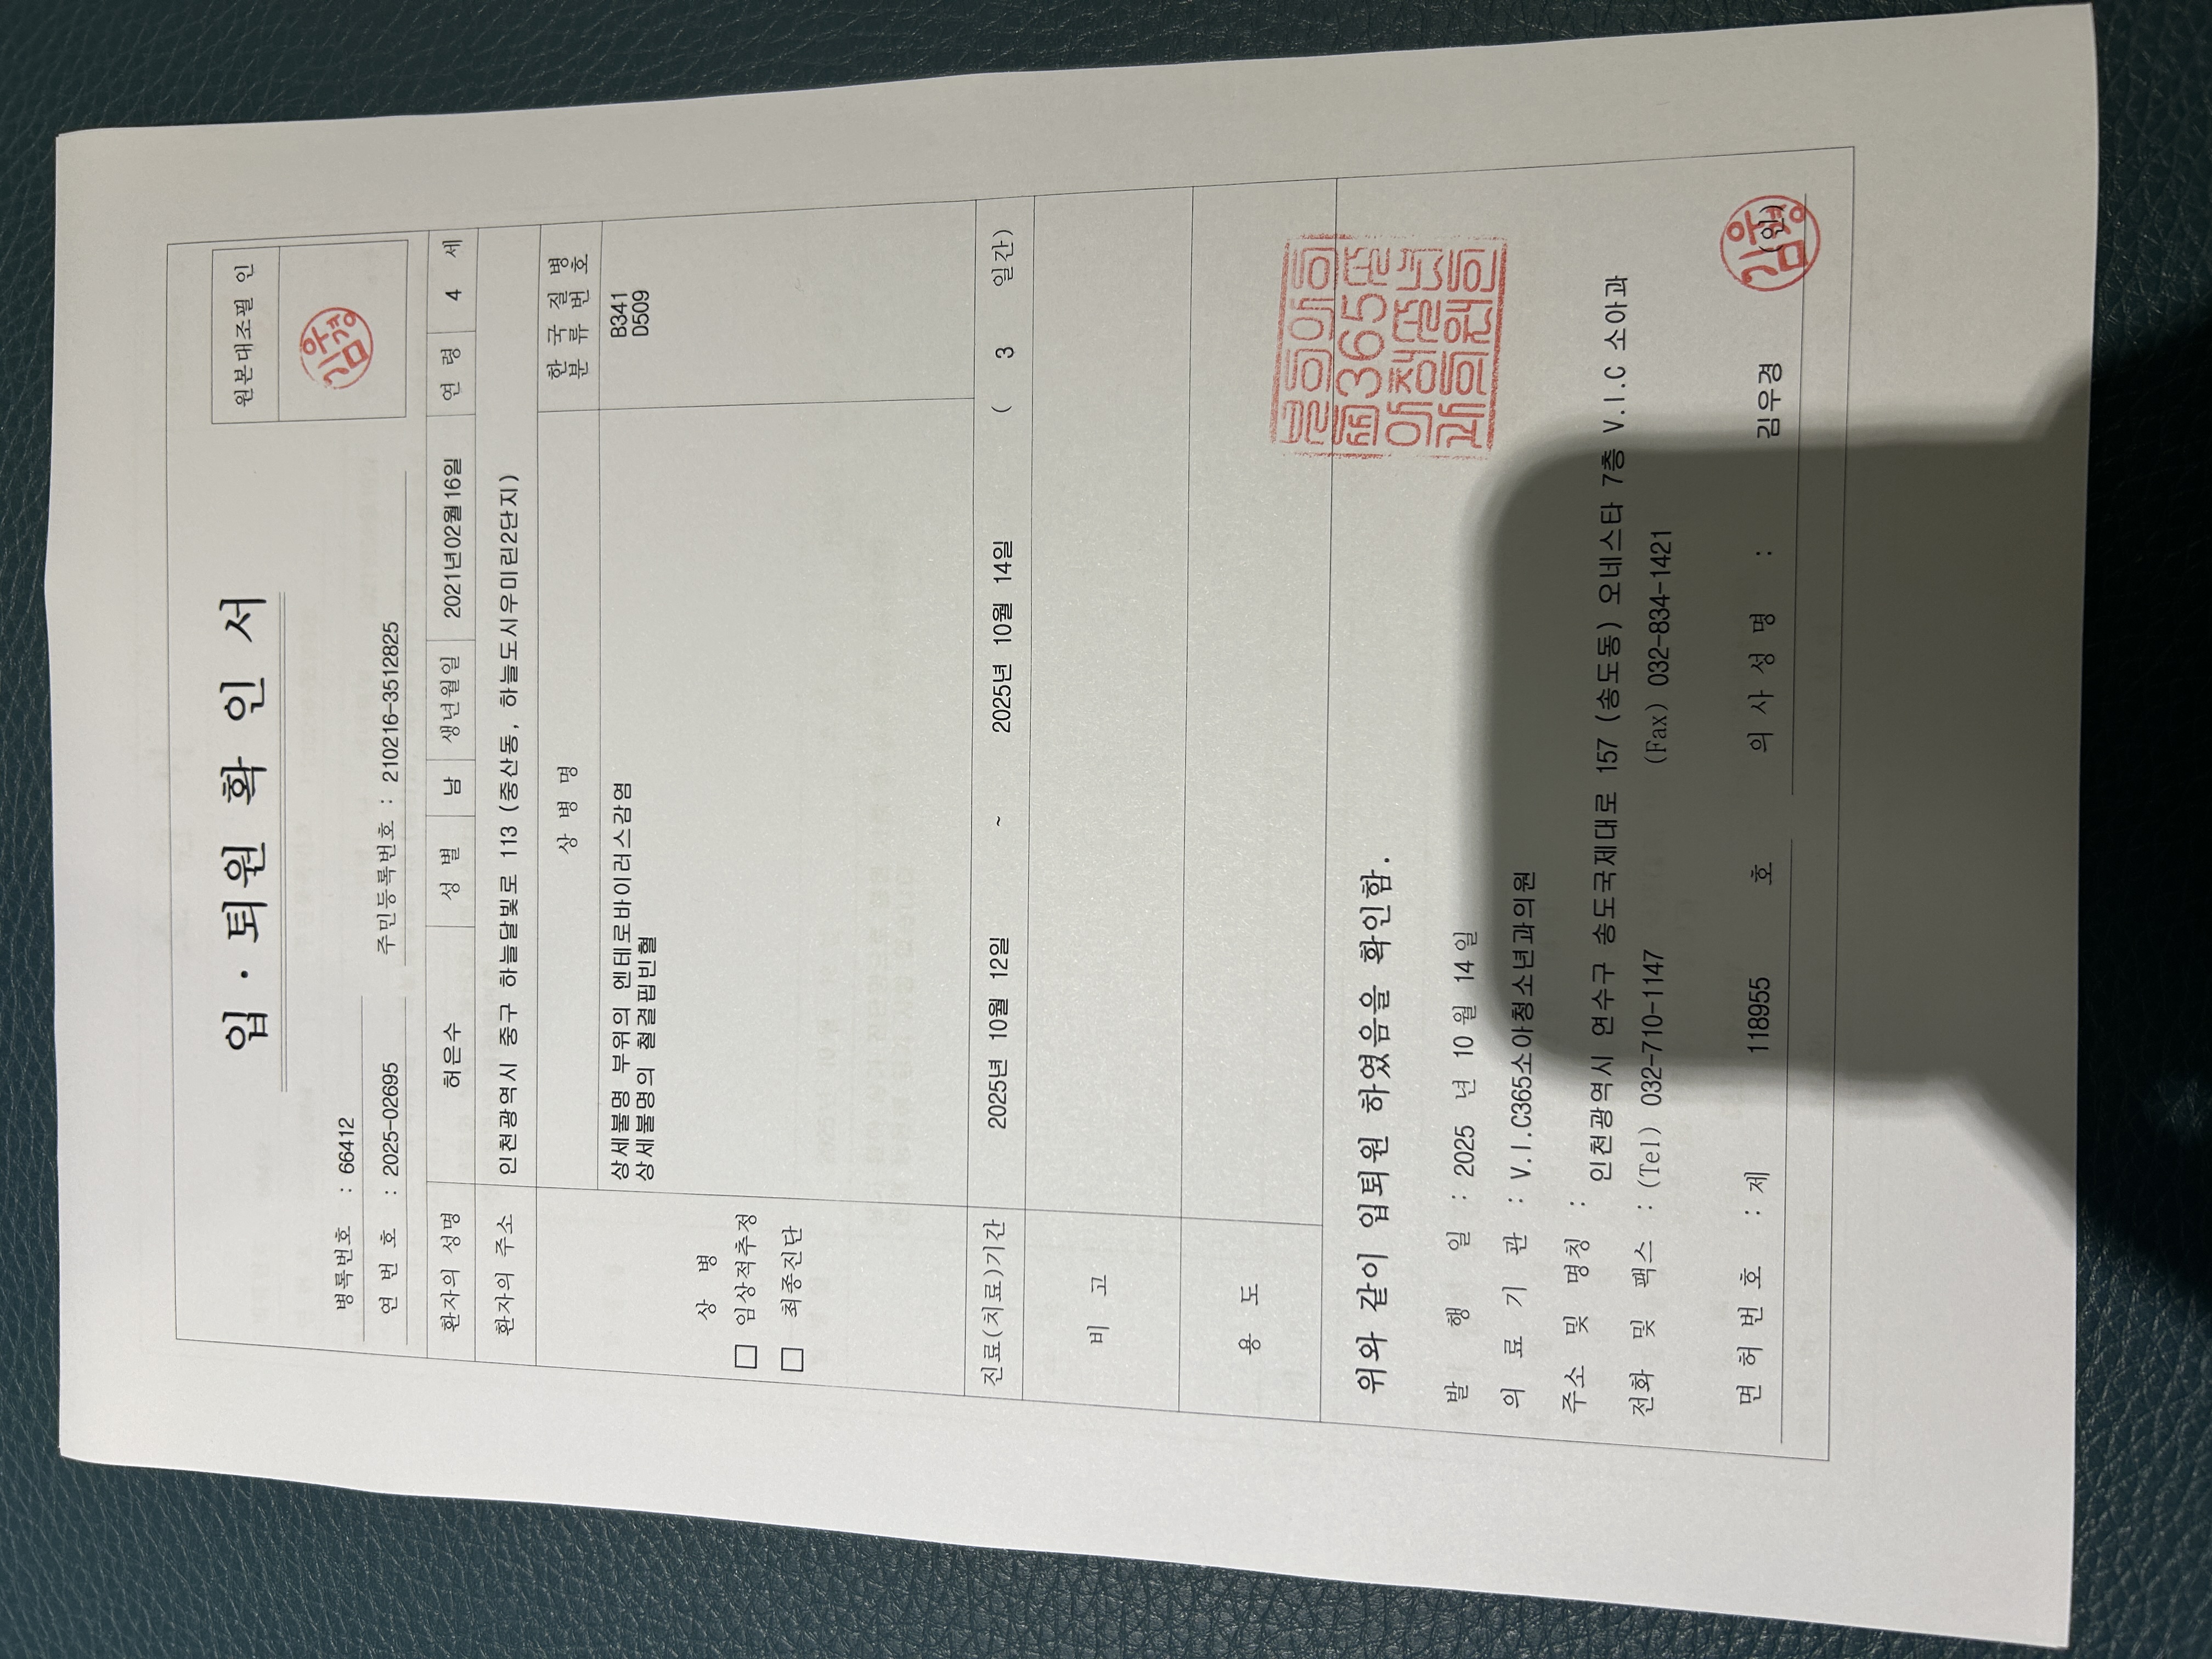 입 · 퇴 원 확 인 서
원본대조필 인
병록번호 : 66412
연 번 호 : 2025-02695
주민등록번호 : 210216-3512825
환자의 성명 허은수 성 별 남 생년월일 2021년02월16일 연 령 4 세
환자의 주소 인천광역시 중구 하늘달빛로 113 (중산동, 하늘도시우미린2단지)
상 병 명 한 국 질 병
분 류 번 호
상 병
□ 임상적추정
□ 최종진단
상세불명 부위의 엔테로바이러스감염 B341
상세불명의 철결핍빈혈 D509
진료(치료)기간 2025년 10월 12일 ~ 2025년 10월 14일 ( 3 일간)
비 고
용 도
위와 같이 입퇴원 하였음을 확인함.
발 행 일 : 2025 년 10 월 14 일
의 료 기 관 : V.I.C365소아청소년과의원
주소 및 명칭 :
인천광역시 연수구 송도국제대로 157 (송도동) 오네스타 7층 V.I.C 소아과
전화 및 팩스 : (Tel) 032-710-1147 (Fax) 032-834-1421
면 허 번 호 : 제 118955 호 의 사 성 명 : 김우경 (인)